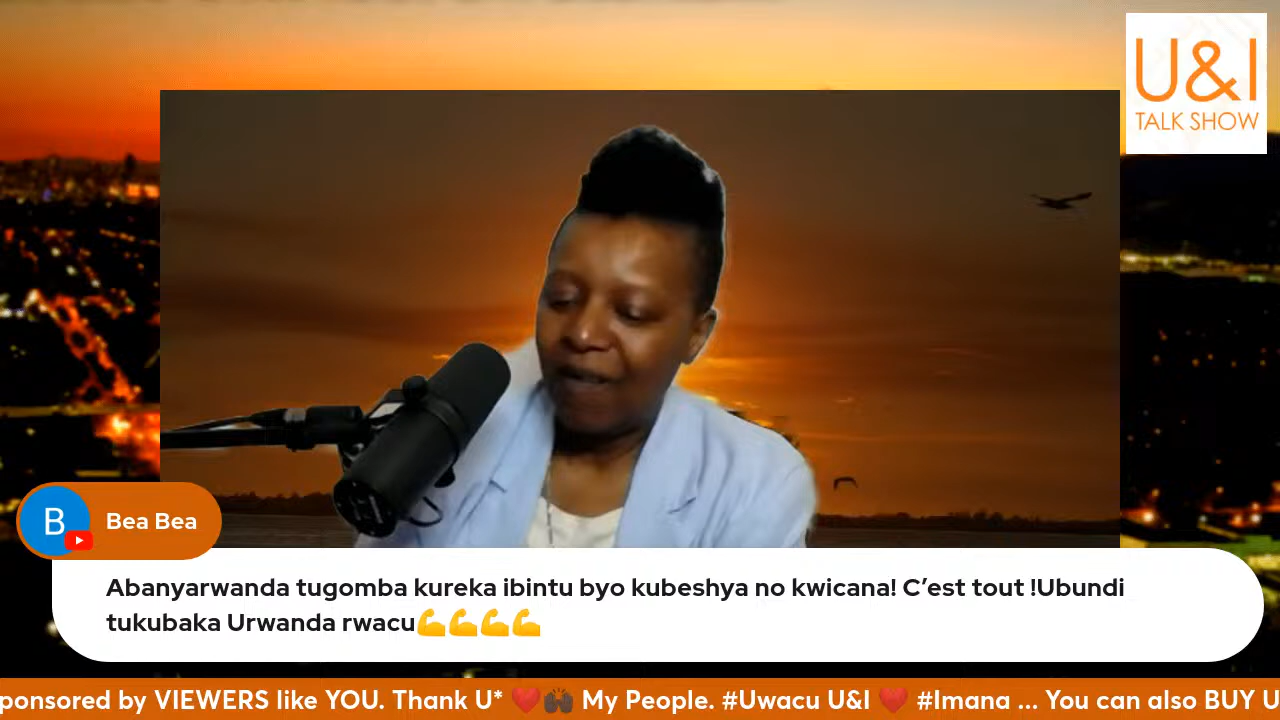 U&I
TALK SHOW
B
Bea Bea
Abanyarwanda tugomba kureka ibintu byo kubeshya no kwicana! C’est tout !Ubundi
tukubaka Urwanda rwacu💪💪💪💪
ponsored by VIEWERS like YOU. Thank U* ❤️🙌🏿 My People. #Uwacu U&I ❤️ #Imana ... You can also BUY U